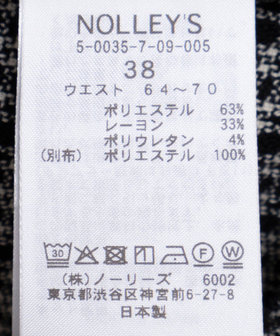 NOLLEY'S
5-0035-7-09-005
38
ウエスト 64〜70
ポリエステル 63%
レーヨン 33%
ポリウレタン 4%
(別布) ポリエステル 100%
30 F W
(株)ノーリーズ 6002
東京都渋谷区神宮前6-27-8
日本製